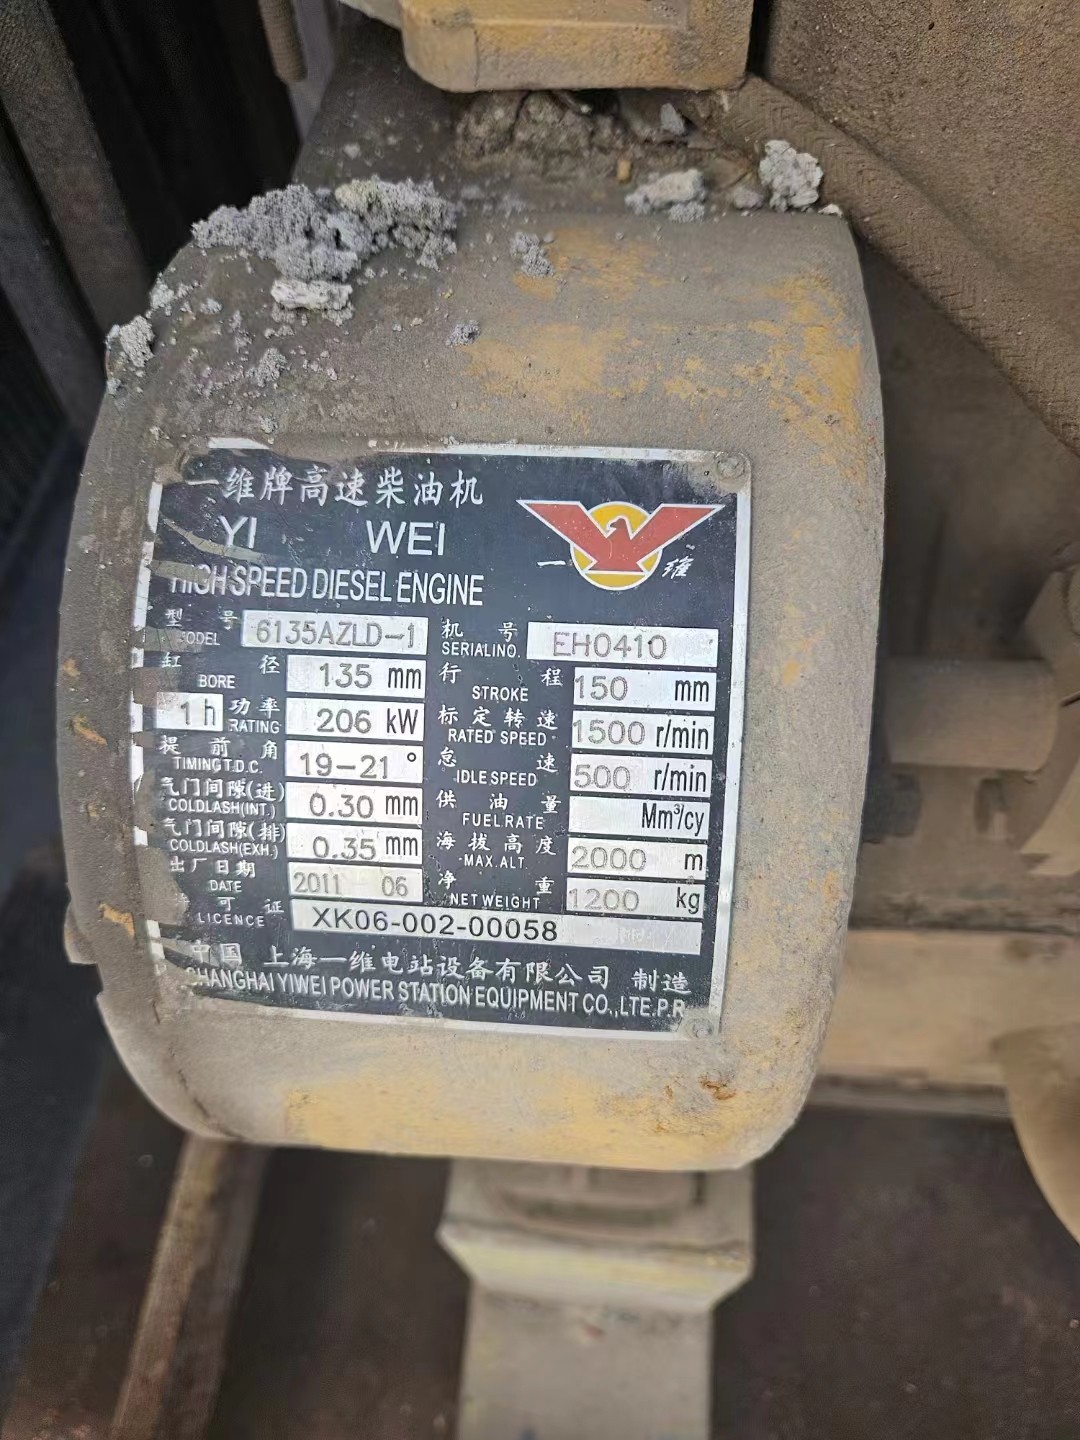 一维牌高速柴油机
YI WEI
一维
HIGH SPEED DIESEL ENGINE
型号 MODEL 6135AZLD-1 机号 SERIALNO. EH0410
缸径 BORE 135 mm 行程 STROKE 150 mm
1h 功率 RATING 206 kW 标定转速 RATED SPEED 1500 r/min
提前角 TIMINGT.D.C. 19-21° 怠速 IDLE SPEED 500 r/min
气门间隙(进) COLDLASH(INT.) 0.30 mm 供油量 FUEL RATE Mm³/cy
气门间隙(排) COLDLASH(EXH.) 0.35 mm 海拔高度 MAX.ALT 2000 m
出厂日期 DATE 2011 06 净重 NET WEIGHT 1200 kg
可证 LICENCE XK06-002-00058
中国 上海一维电站设备有限公司 制造
SHANGHAI YIWEI POWER STATION EQUIPMENT CO.,LTE.P.R